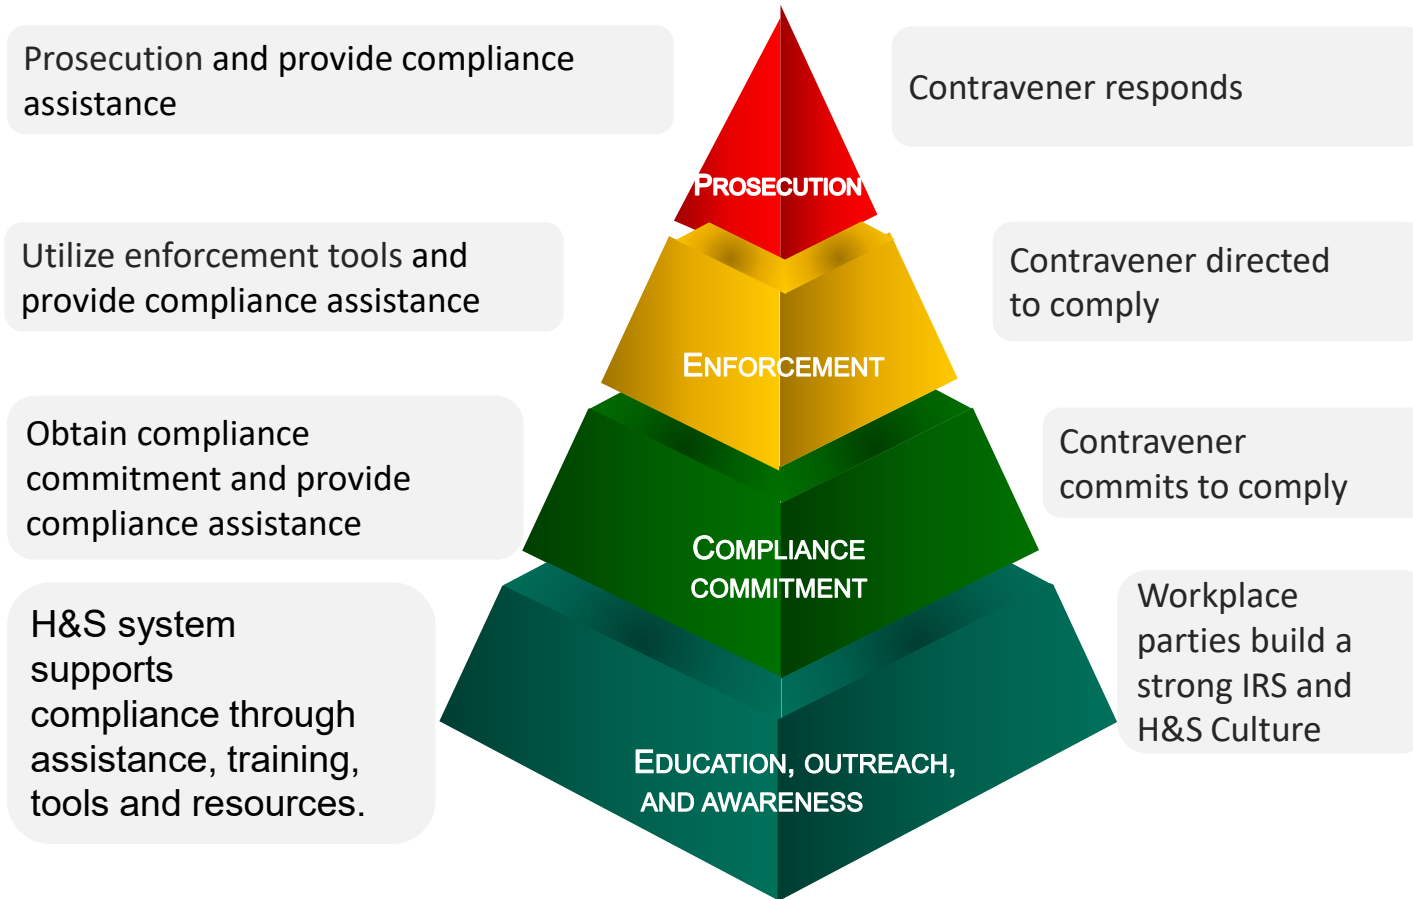 Prosecution and provide compliance
assistance
PROSECUTION
Contravener responds
Utilize enforcement tools and
provide compliance assistance
ENFORCEMENT
Contravener directed
to comply
Obtain compliance
commitment and provide
compliance assistance
COMPLIANCE
COMMITMENT
Contravener
commits to comply
H&S system
supports
compliance through
assistance, training,
tools and resources.
EDUCATION, OUTREACH,
AND AWARENESS
Workplace
parties build a
strong IRS and
H&S Culture